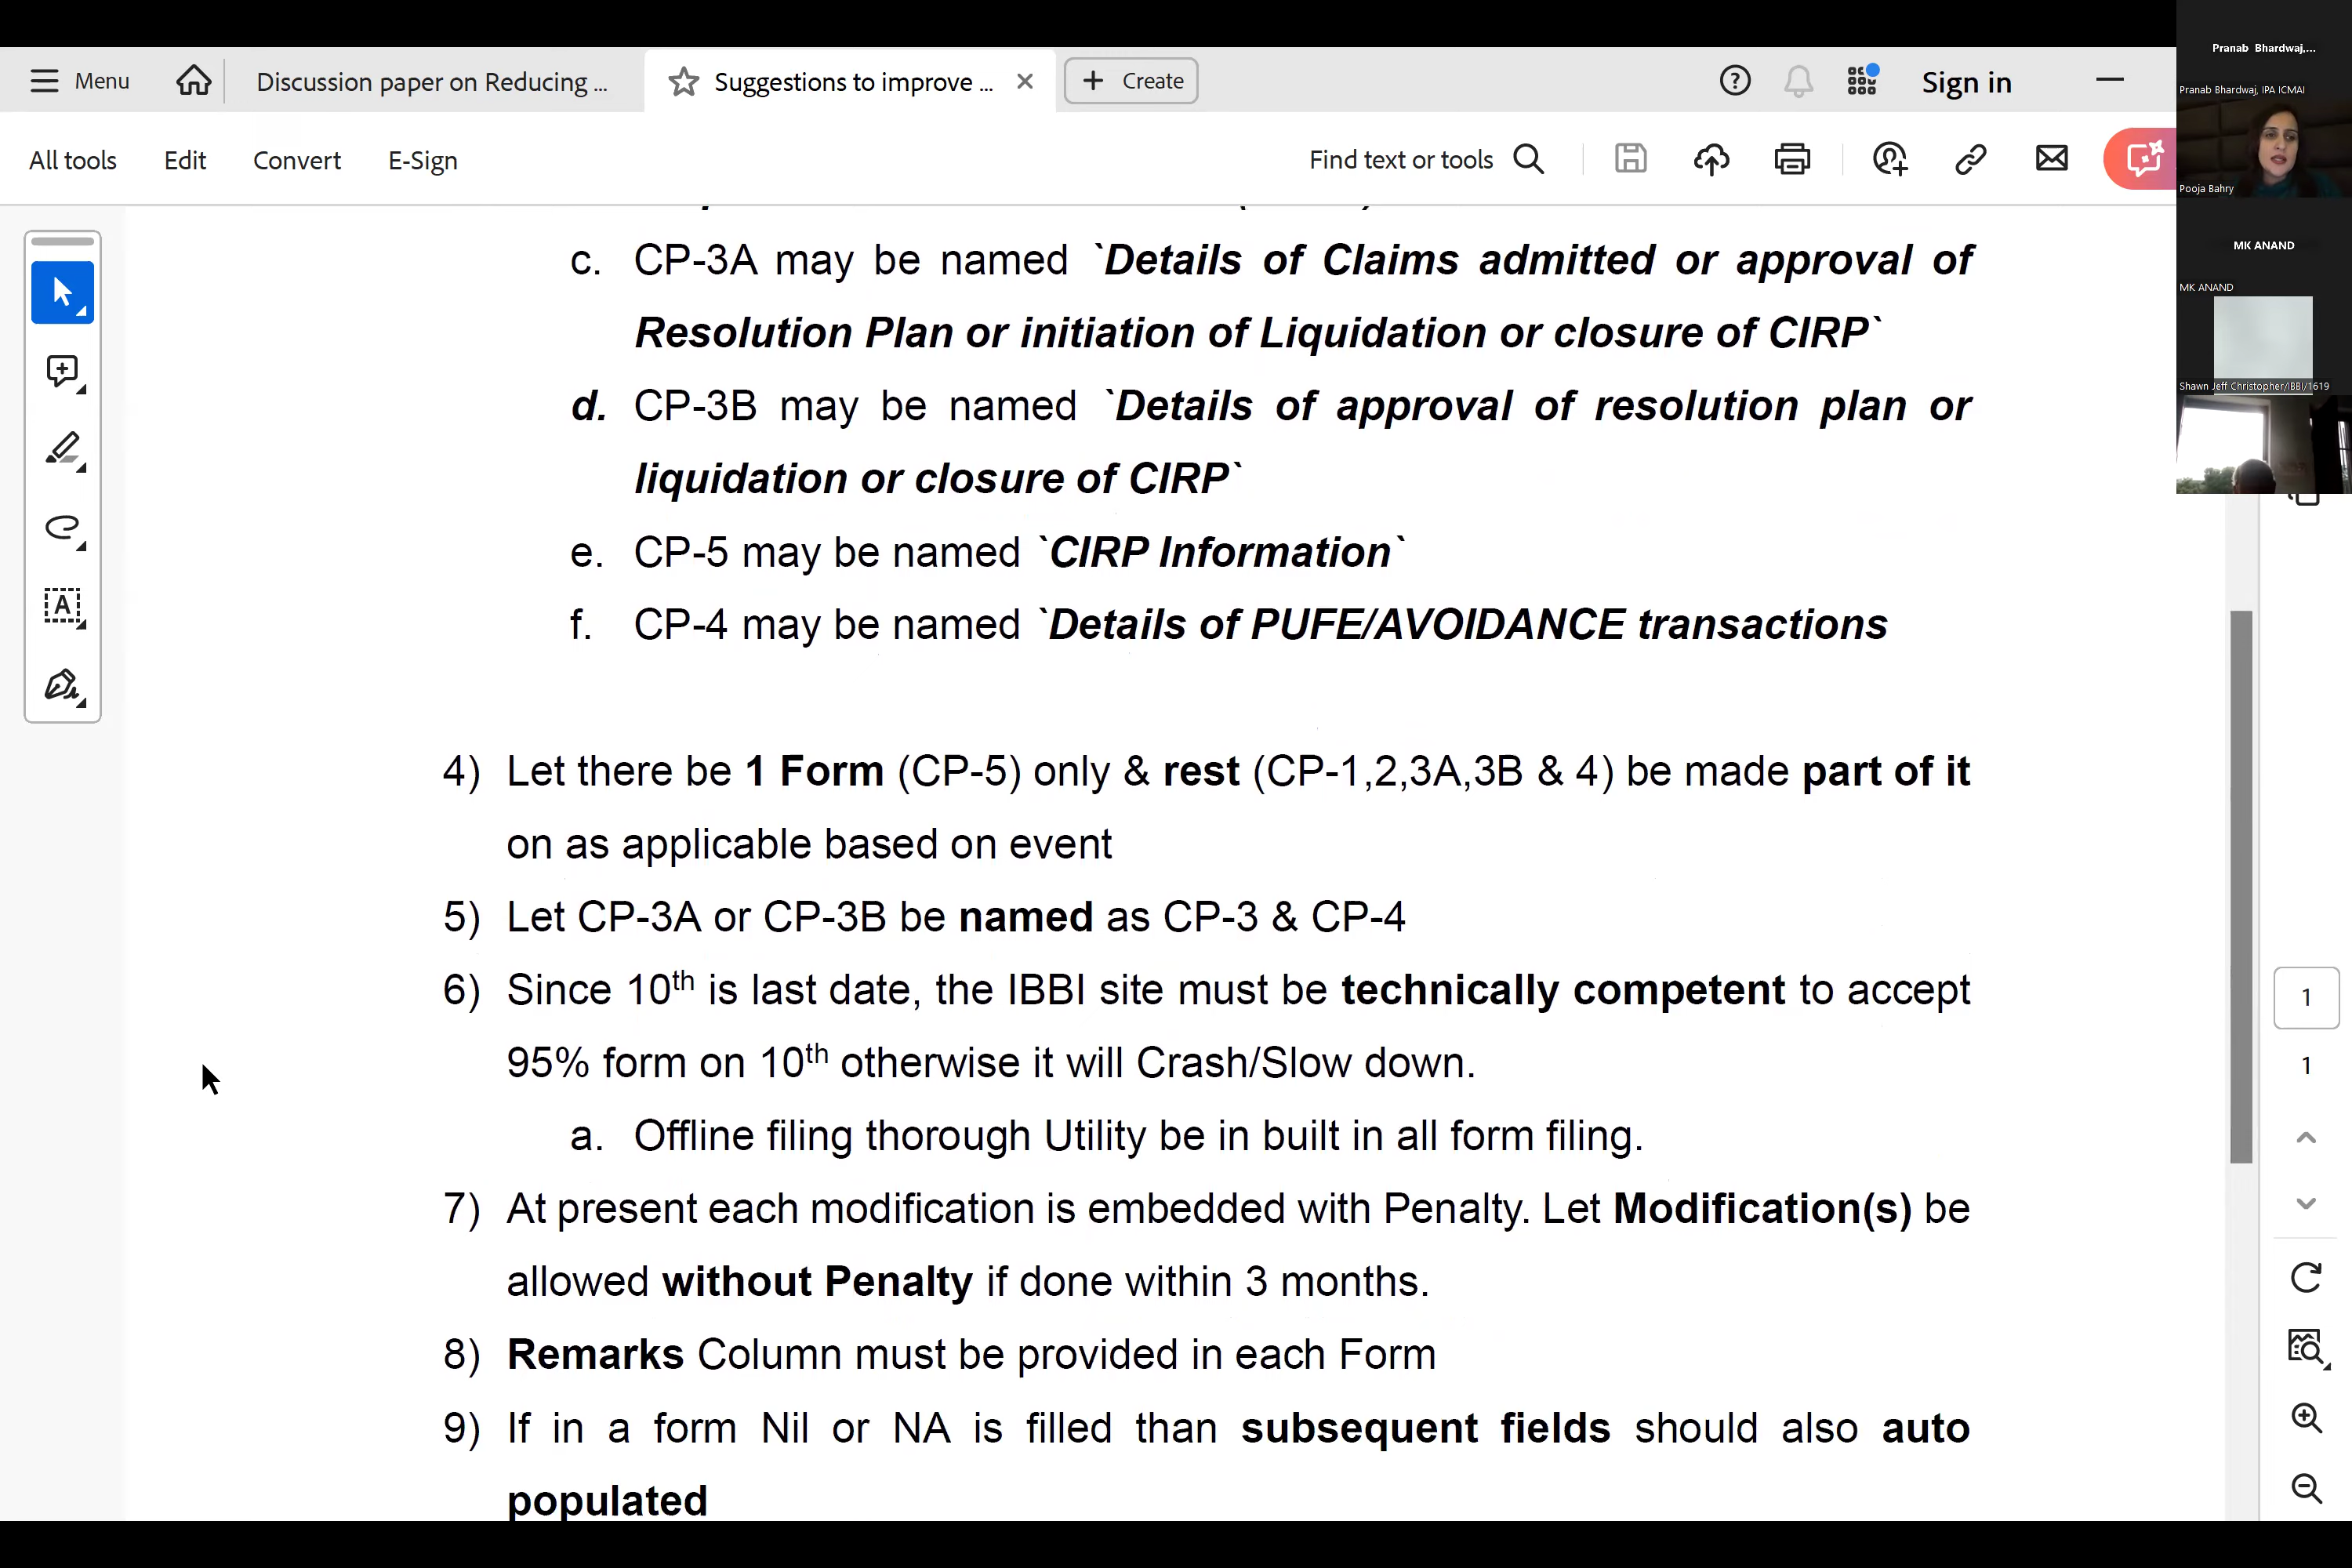 Menu
Discussion paper on Reducing ...
Suggestions to improve ...
Create
Sign in
All tools
Edit
Convert
E-Sign
Find text or tools
c. CP-3A may be named `Details of Claims admitted or approval of
Resolution Plan or initiation of Liquidation or closure of CIRP`
d. CP-3B may be named `Details of approval of resolution plan or
liquidation or closure of CIRP`
e. CP-5 may be named `CIRP Information`
f. CP-4 may be named `Details of PUFE/AVOIDANCE transactions
4) Let there be 1 Form (CP-5) only & rest (CP-1,2,3A,3B & 4) be made part of it
on as applicable based on event
5) Let CP-3A or CP-3B be named as CP-3 & CP-4
6) Since 10th is last date, the IBBI site must be technically competent to accept
95% form on 10th otherwise it will Crash/Slow down.
a. Offline filing thorough Utility be in built in all form filing.
7) At present each modification is embedded with Penalty. Let Modification(s) be
allowed without Penalty if done within 3 months.
8) Remarks Column must be provided in each Form
9) If in a form Nil or NA is filled than subsequent fields should also auto
populated
1
1
Pranab Bhardwaj,...
Pranab Bhardwaj, IPA ICMAI
Pooja Bahry
MK ANAND
MK ANAND
Shawn Jeff Christopher/IBBI/1619